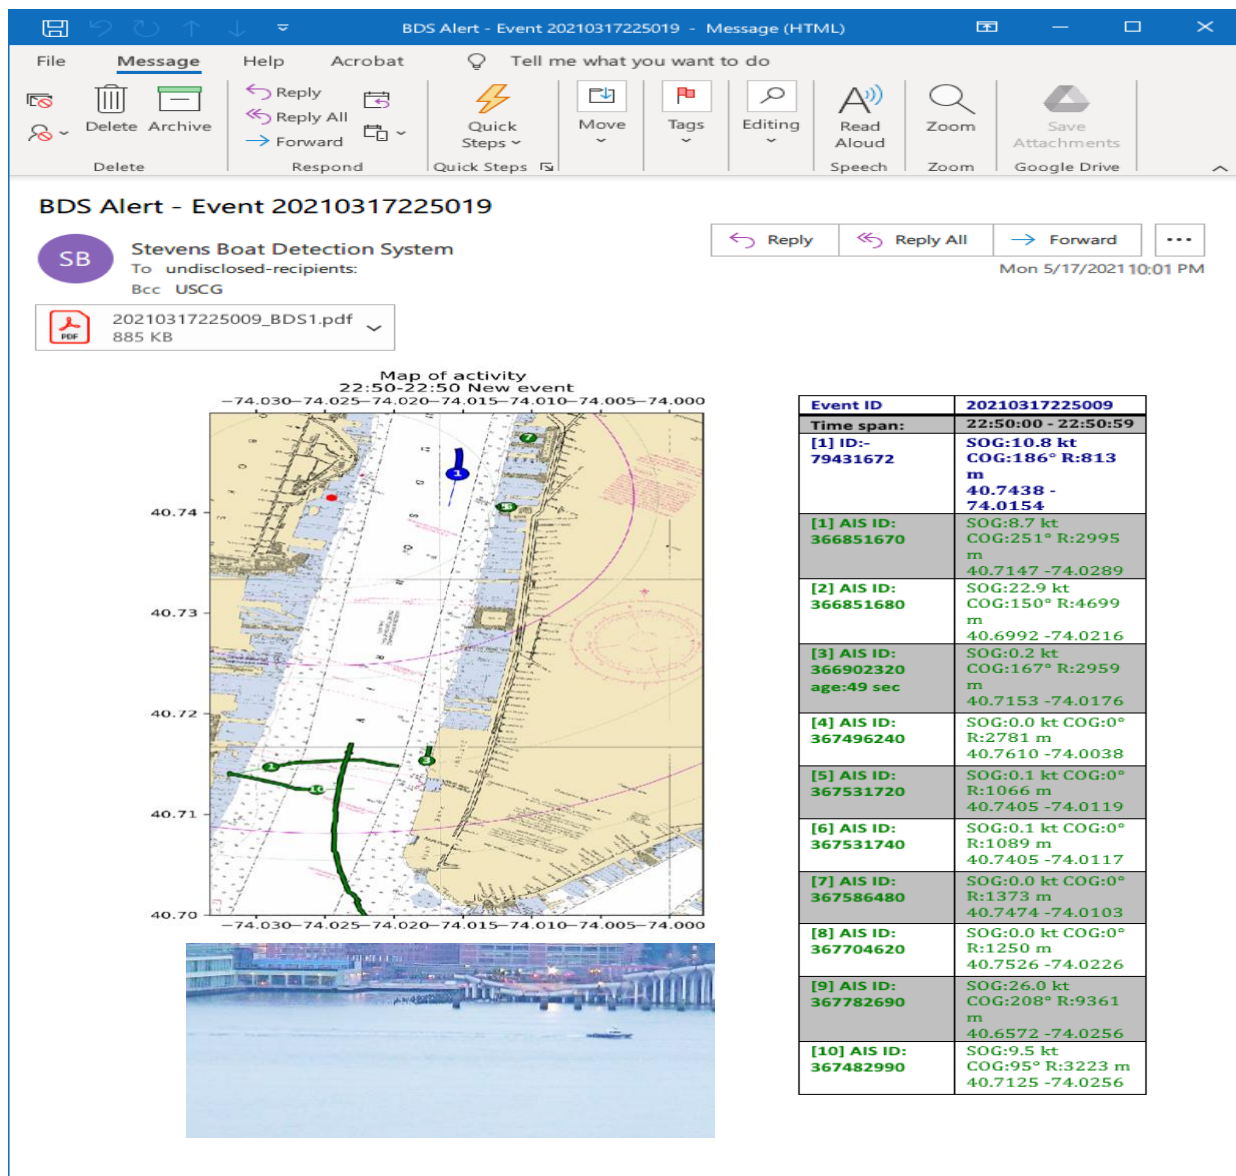 BDS Alert - Event 20210317225019 - Message (HTML)
File Message Help Acrobat Tell me what you want to do
Delete Archive
Reply
Reply All
Forward
Quick
Steps
Move
Tags
Editing
Read
Aloud
Zoom
Save
Attachments
Delete Respond Quick Steps Speech Zoom Google Drive
BDS Alert - Event 20210317225019
SB
Stevens Boat Detection System
To undisclosed-recipients:
Bcc USCG
Reply Reply All Forward
Mon 5/17/2021 10:01 PM
PDF
20210317225009_BDS1.pdf
885 KB
Map of activity
22:50-22:50 New event
−74.030 −74.025 −74.020 −74.015 −74.010 −74.005 −74.000
40.74
40.73
40.72
40.71
40.70
7
1
1
3
10
−74.030 −74.025 −74.020 −74.015 −74.010 −74.005 −74.000
Event ID 20210317225009
Time span: 22:50:00 - 22:50:59
[1] ID:-
79431672
SOG:10.8 kt
COG:186° R:813
m
40.7438 -
74.0154
[1] AIS ID:
366851670
SOG:8.7 kt
COG:251° R:2995
m
40.7147 -74.0289
[2] AIS ID:
366851680
SOG:22.9 kt
COG:150° R:4699
m
40.6992 -74.0216
[3] AIS ID:
366902320
age:49 sec
SOG:0.2 kt
COG:167° R:2959
m
40.7153 -74.0176
[4] AIS ID:
367496240
SOG:0.0 kt COG:0°
R:2781 m
40.7610 -74.0038
[5] AIS ID:
367531720
SOG:0.1 kt COG:0°
R:1066 m
40.7405 -74.0119
[6] AIS ID:
367531740
SOG:0.1 kt COG:0°
R:1089 m
40.7405 -74.0117
[7] AIS ID:
367586480
SOG:0.0 kt COG:0°
R:1373 m
40.7474 -74.0103
[8] AIS ID:
367704620
SOG:0.0 kt COG:0°
R:1250 m
40.7526 -74.0226
[9] AIS ID:
367782690
SOG:26.0 kt
COG:208° R:9361
m
40.6572 -74.0256
[10] AIS ID:
367482990
SOG:9.5 kt
COG:95° R:3223 m
40.7125 -74.0256